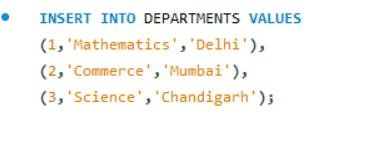 INSERT INTO DEPARTMENTS VALUES
(1,'Mathematics','Delhi'),
(2,'Commerce','Mumbai'),
(3,'Science','Chandigarh');